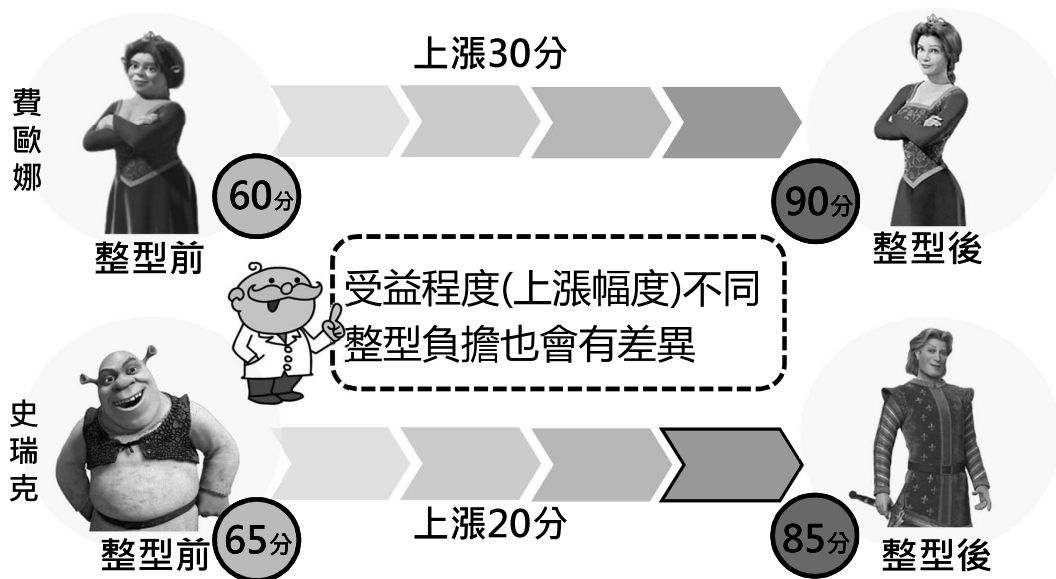 上漲30分
費歐娜
60分
90分
整型前
整型後
受益程度(上漲幅度)不同
整型負擔也會有差異
史瑞克
上漲20分
65分
85分
整型前
整型後